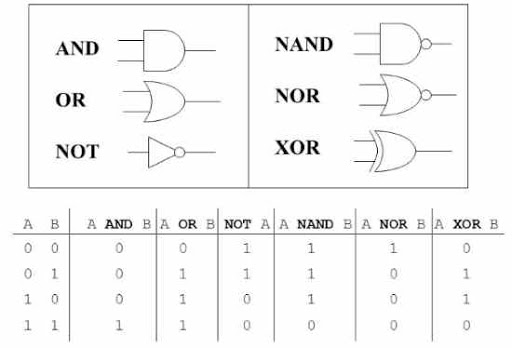 AND NAND
OR NOR
NOT XOR
A B A AND B A OR B NOT A A NAND B A NOR B A XOR B
0 0 0 0 1 1 1 0
0 1 0 1 1 1 0 1
1 0 0 1 0 1 0 1
1 1 1 1 0 0 0 0